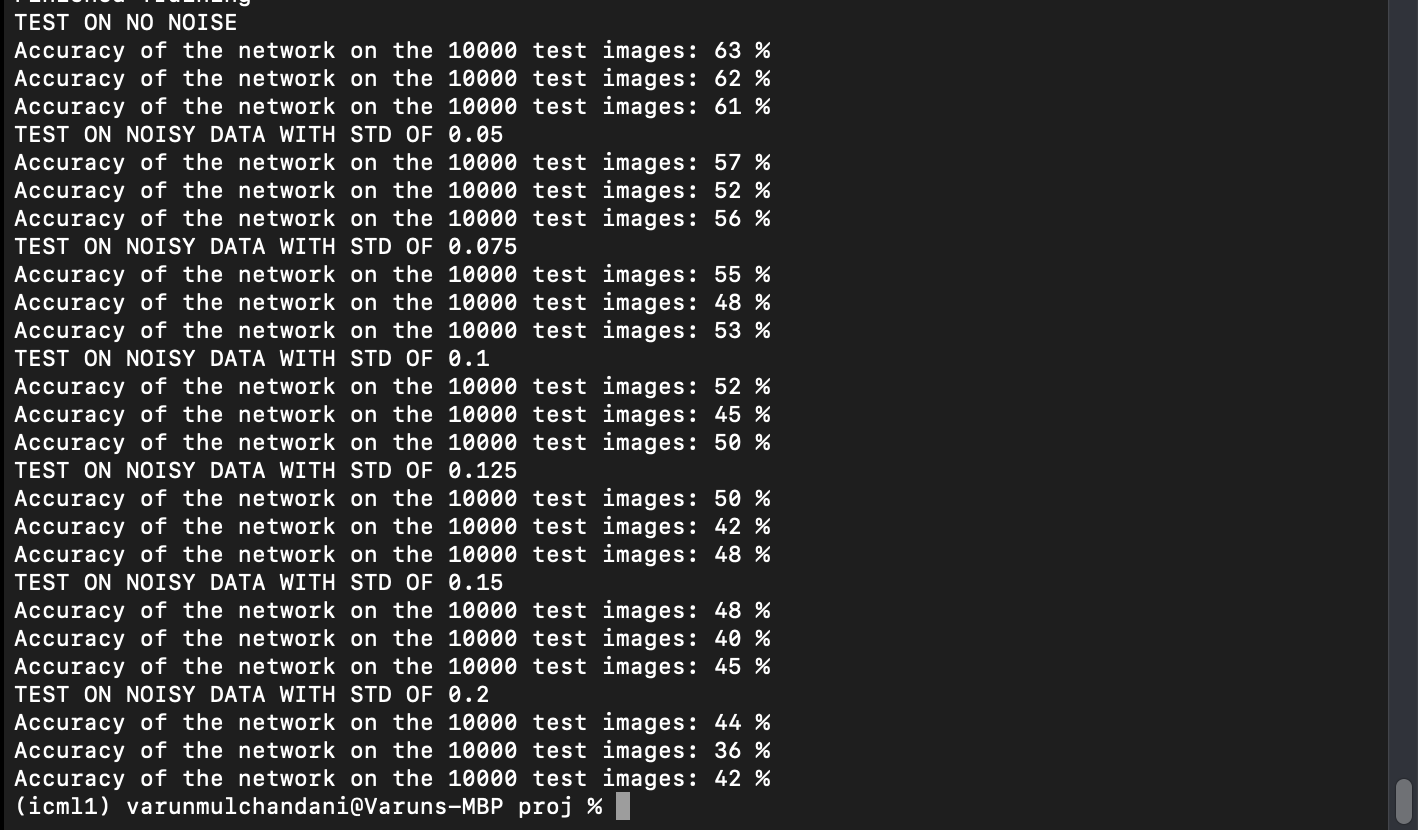 Finished Training
TEST ON NO NOISE
Accuracy of the network on the 10000 test images: 63 %
Accuracy of the network on the 10000 test images: 62 %
Accuracy of the network on the 10000 test images: 61 %
TEST ON NOISY DATA WITH STD OF 0.05
Accuracy of the network on the 10000 test images: 57 %
Accuracy of the network on the 10000 test images: 52 %
Accuracy of the network on the 10000 test images: 56 %
TEST ON NOISY DATA WITH STD OF 0.075
Accuracy of the network on the 10000 test images: 55 %
Accuracy of the network on the 10000 test images: 48 %
Accuracy of the network on the 10000 test images: 53 %
TEST ON NOISY DATA WITH STD OF 0.1
Accuracy of the network on the 10000 test images: 52 %
Accuracy of the network on the 10000 test images: 45 %
Accuracy of the network on the 10000 test images: 50 %
TEST ON NOISY DATA WITH STD OF 0.125
Accuracy of the network on the 10000 test images: 50 %
Accuracy of the network on the 10000 test images: 42 %
Accuracy of the network on the 10000 test images: 48 %
TEST ON NOISY DATA WITH STD OF 0.15
Accuracy of the network on the 10000 test images: 48 %
Accuracy of the network on the 10000 test images: 40 %
Accuracy of the network on the 10000 test images: 45 %
TEST ON NOISY DATA WITH STD OF 0.2
Accuracy of the network on the 10000 test images: 44 %
Accuracy of the network on the 10000 test images: 36 %
Accuracy of the network on the 10000 test images: 42 %
(icml1) varunmulchandani@Varuns-MBP proj %